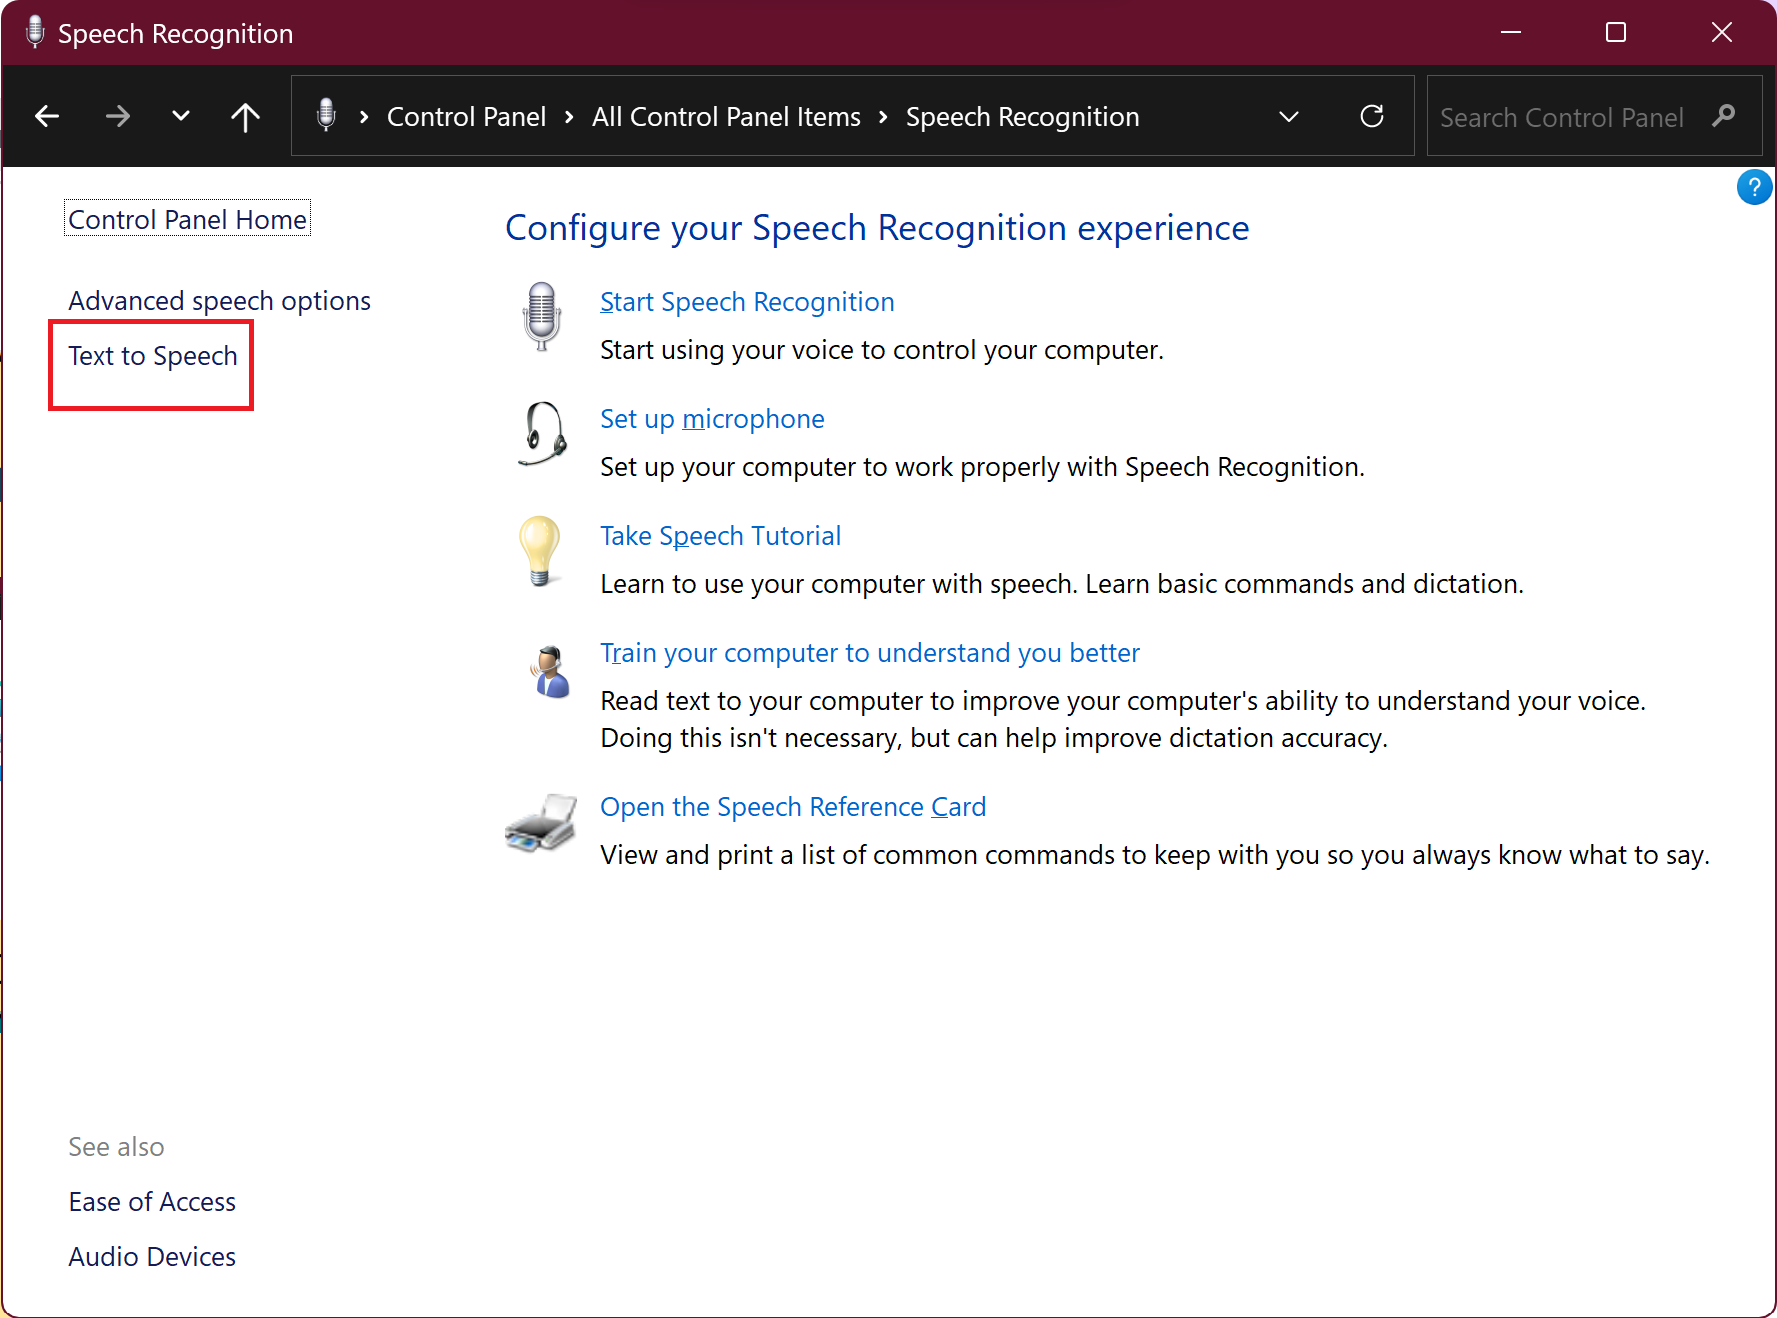 Speech Recognition
Control Panel › All Control Panel Items › Speech Recognition
Search Control Panel
?
Control Panel Home
Advanced speech options
Text to Speech
Configure your Speech Recognition experience
Start Speech Recognition
Start using your voice to control your computer.
Set up microphone
Set up your computer to work properly with Speech Recognition.
Take Speech Tutorial
Learn to use your computer with speech. Learn basic commands and dictation.
Train your computer to understand you better
Read text to your computer to improve your computer's ability to understand your voice.
Doing this isn't necessary, but can help improve dictation accuracy.
Open the Speech Reference Card
View and print a list of common commands to keep with you so you always know what to say.
See also
Ease of Access
Audio Devices